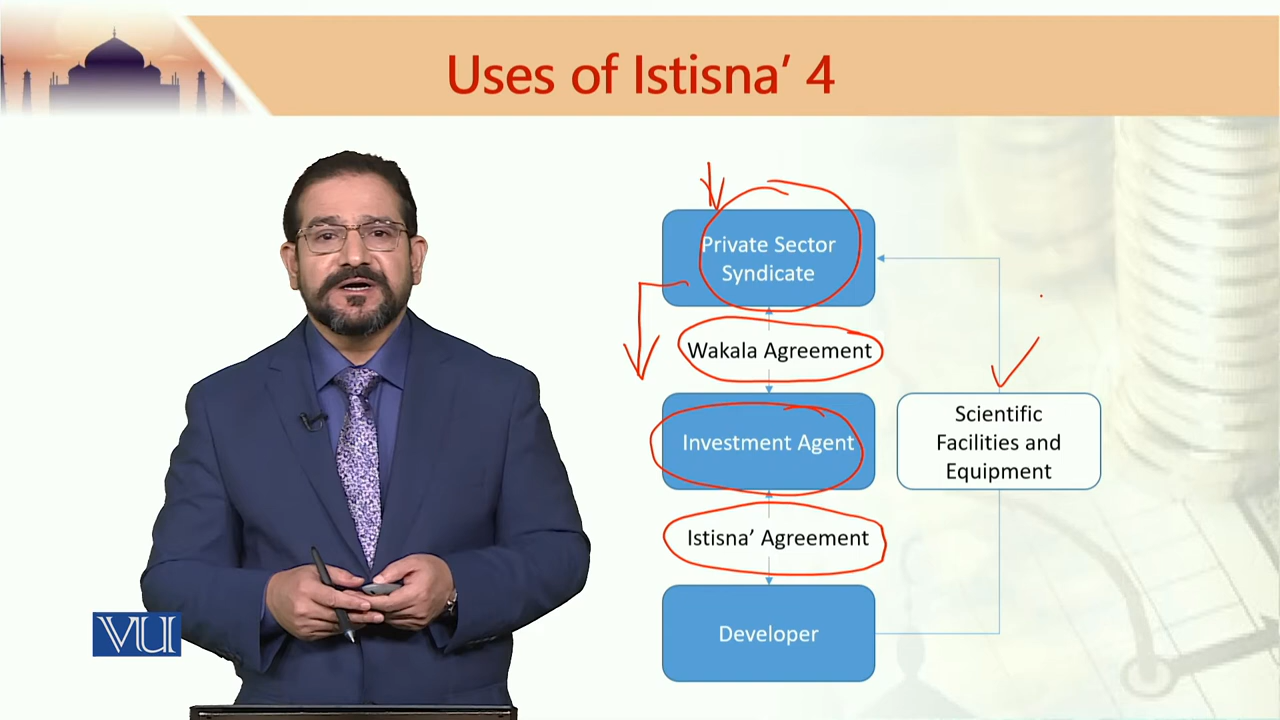 Uses of Istisna’ 4
Private Sector
Syndicate
Wakala Agreement
Investment Agent
Istisna’ Agreement
Developer
Scientific
Facilities and
Equipment
VU